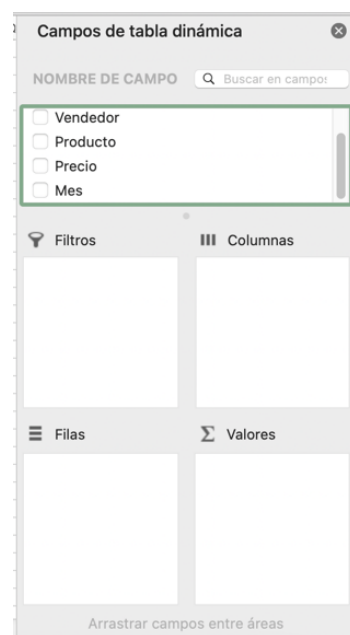 Campos de tabla dinámica
NOMBRE DE CAMPO
Buscar en campos
Vendedor
Producto
Precio
Mes
Filtros
Columnas
Filas
Valores
Arrastrar campos entre áreas